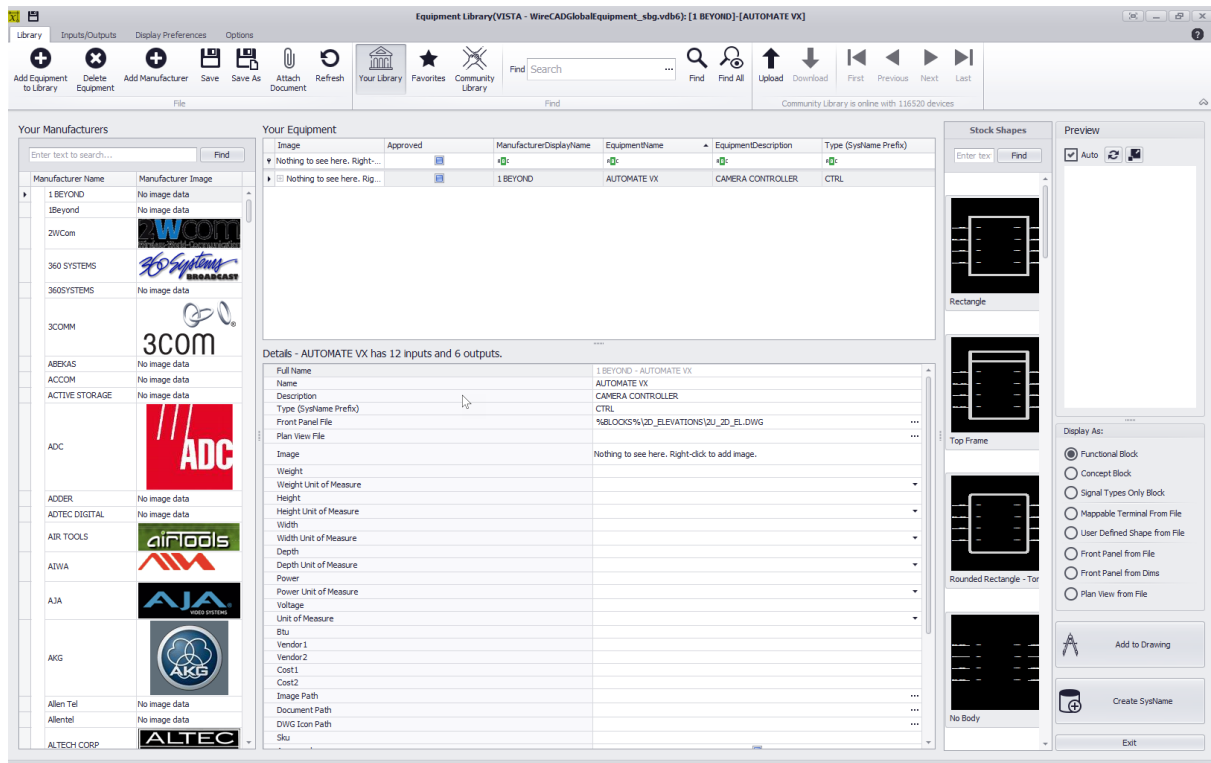 Equipment Library(VISTA - WireCADGlobalEquipment_sbg.vdb6): [1 BEYOND]-[AUTOMATE VX]
Library Inputs/Outputs Display Preferences Options
Add Equipment to Library
Delete Equipment
Add Manufacturer
Save
Save As
Attach Document
Refresh
Your Library
Favorites
Community Library
Find Search ...
Find
Find All
Upload
Download
First
Previous
Next
Last
File
Find
Community Library is online with 116520 devices
Your Manufacturers
Enter text to search...
Find
Manufacturer Name Manufacturer Image
1 BEYOND No image data
1Beyond No image data
2WCom 2Wcom
Wireless-World-Communication
360 SYSTEMS 360 Systems
BROADCAST
360SYSTEMS No image data
3COMM 3COM
ABEKAS No image data
ACCOM No image data
ACTIVE STORAGE No image data
ADC ADC
ADDER No image data
ADTEC DIGITAL No image data
AIR TOOLS airTools
AIWA
AJA AJA
VIDEO SYSTEMS
AKG AKG
Allen Tel No image data
Allentel No image data
ALTECH CORP ALTEC
Your Equipment
Image Approved ManufacturerDisplayName EquipmentName EquipmentDescription Type (SysName Prefix)
Nothing to see here. Right-...
Nothing to see here. Rig... 1 BEYOND AUTOMATE VX CAMERA CONTROLLER CTRL
Details - AUTOMATE VX has 12 inputs and 6 outputs.
Full Name 1 BEYOND - AUTOMATE VX
Name AUTOMATE VX
Description CAMERA CONTROLLER
Type (SysName Prefix) CTRL
Front Panel File %BLOCKS%\2D_ELEVATIONS\2U_2D_EL.DWG ...
Plan View File ...
Image Nothing to see here. Right-click to add image.
Weight
Weight Unit of Measure
Height
Height Unit of Measure
Width
Width Unit of Measure
Depth
Depth Unit of Measure
Power
Power Unit of Measure
Voltage
Unit of Measure
Btu
Vendor1
Vendor2
Cost1
Cost2
Image Path ...
Document Path ...
DWG Icon Path ...
Sku
Stock Shapes
Enter tex
Find
Rectangle
Top Frame
Rounded Rectangle - Tor
No Body
Preview
Auto
Display As:
Functional Block
Concept Block
Signal Types Only Block
Mappable Terminal From File
User Defined Shape from File
Front Panel from File
Front Panel from Dims
Plan View from File
Add to Drawing
Create SysName
Exit